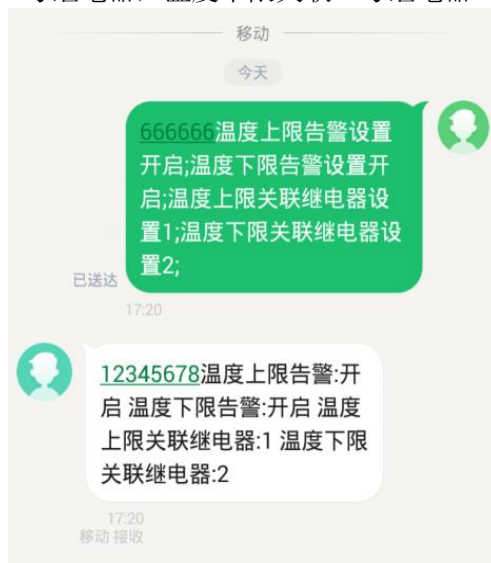 移动
今天
666666温度上限告警设置
开启;温度下限告警设置开
启;温度上限关联继电器设
置1;温度下限关联继电器设
置2;
已送达
17:20
12345678温度上限告警:开
启 温度下限告警:开启 温度
上限关联继电器:1 温度下限
关联继电器:2
17:20
移动 接收